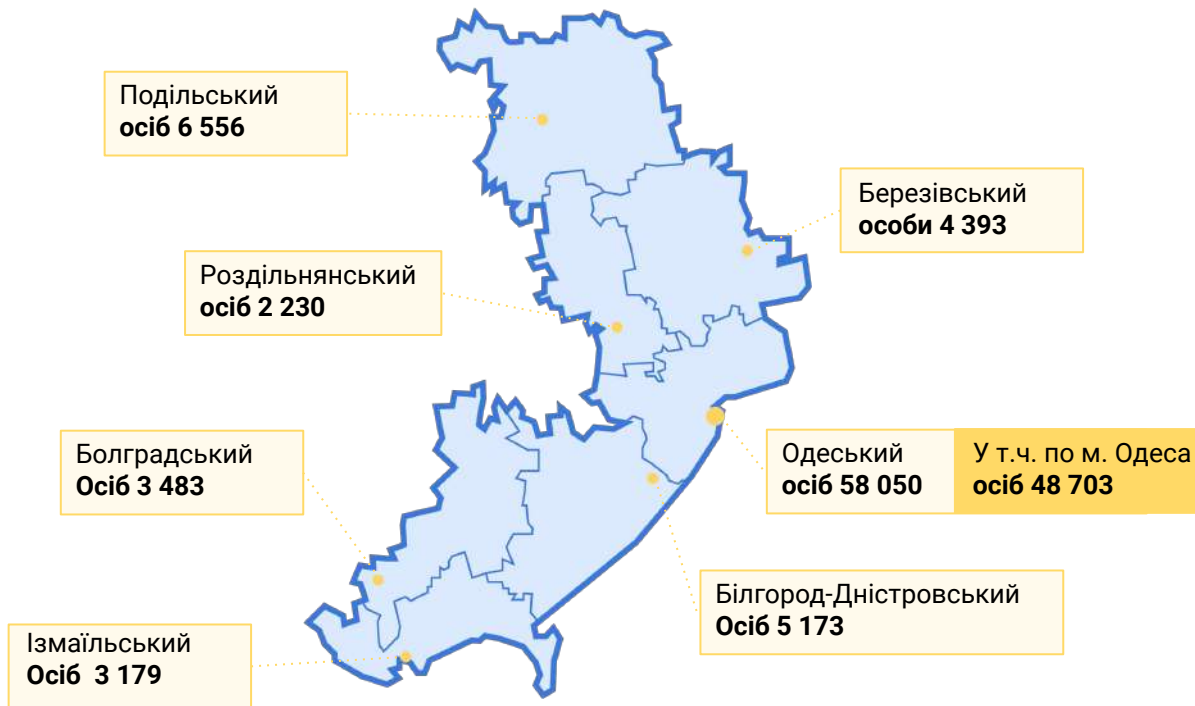 Подільський
осіб 6 556
Березівський
особи 4 393
Роздільнянський
осіб 2 230
Болградський
Осіб 3 483
Одеський
осіб 58 050
У т.ч. по м. Одеса
осіб 48 703
Білгород-Дністровський
Осіб 5 173
Ізмаїльський
Осіб 3 179